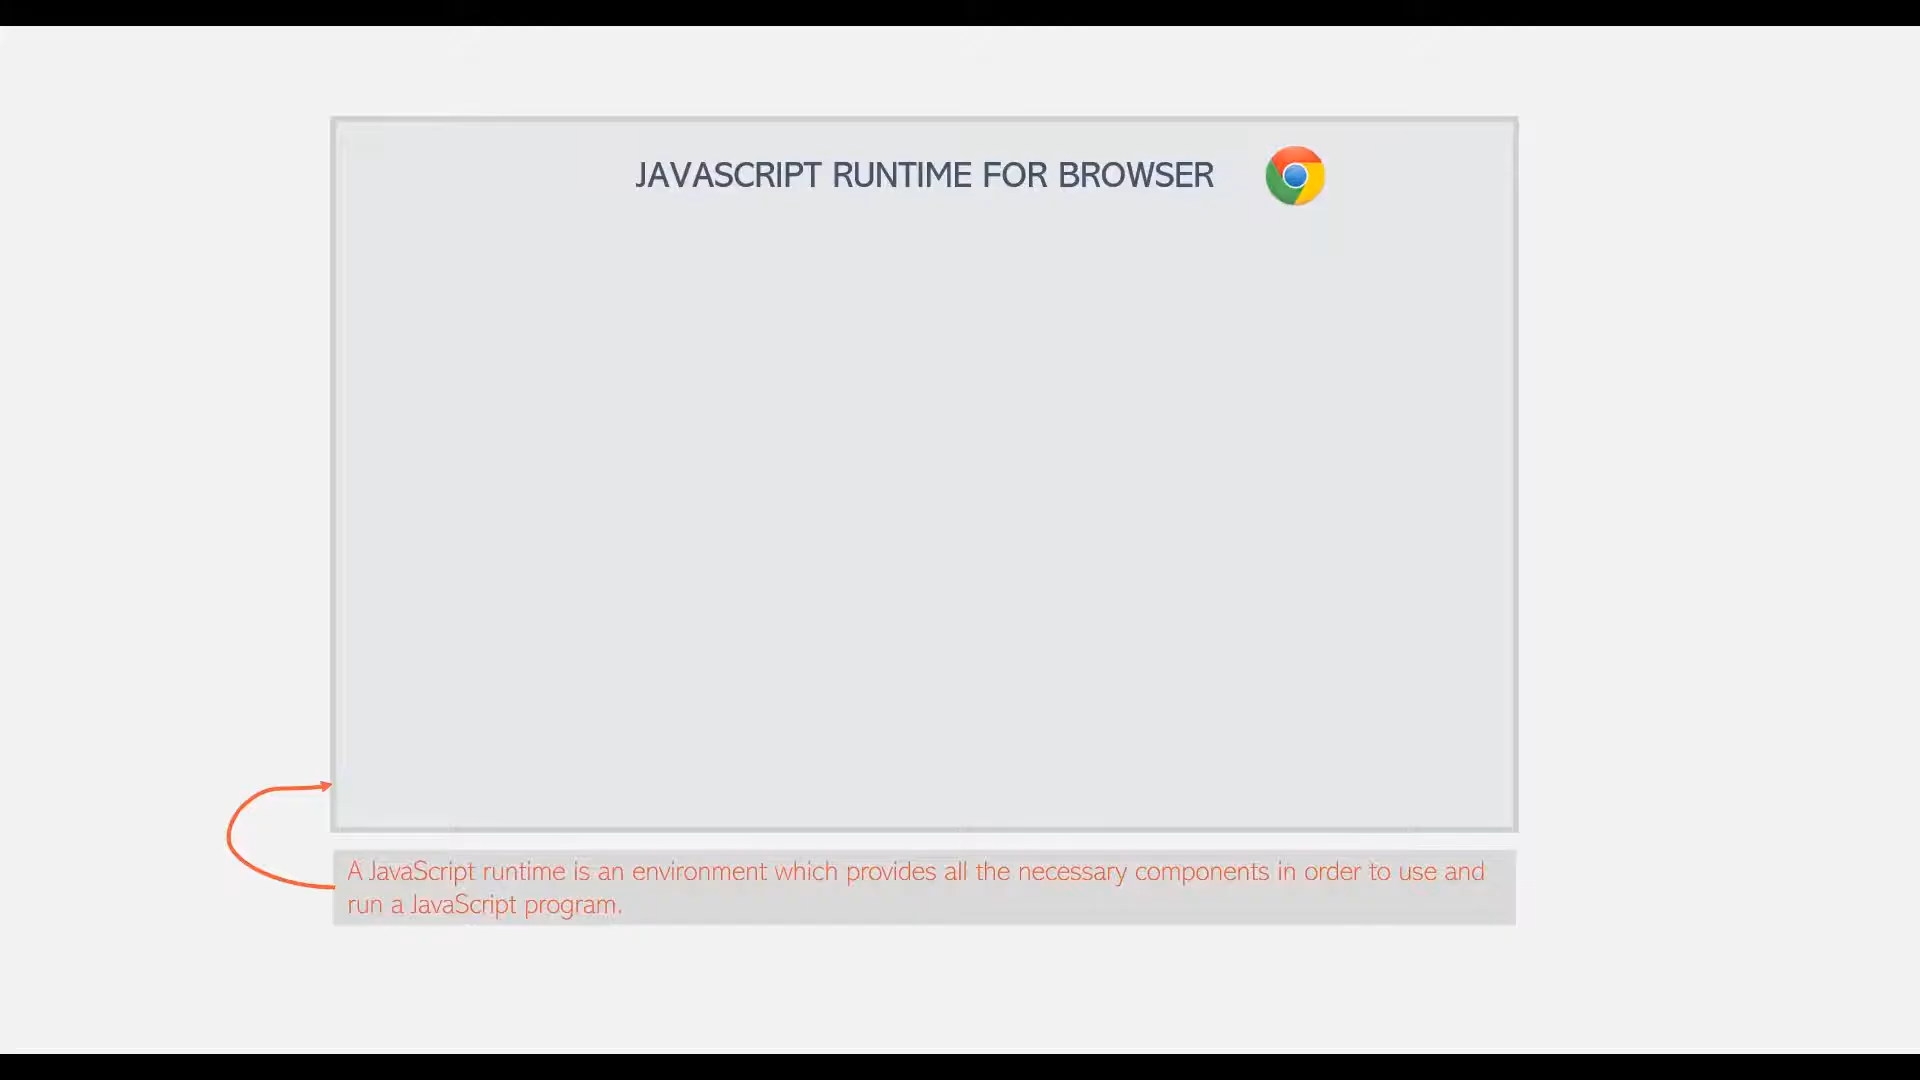 JAVASCRIPT RUNTIME FOR BROWSER
A JavaScript runtime is an environment which provides all the necessary components in order to use and
run a JavaScript program.